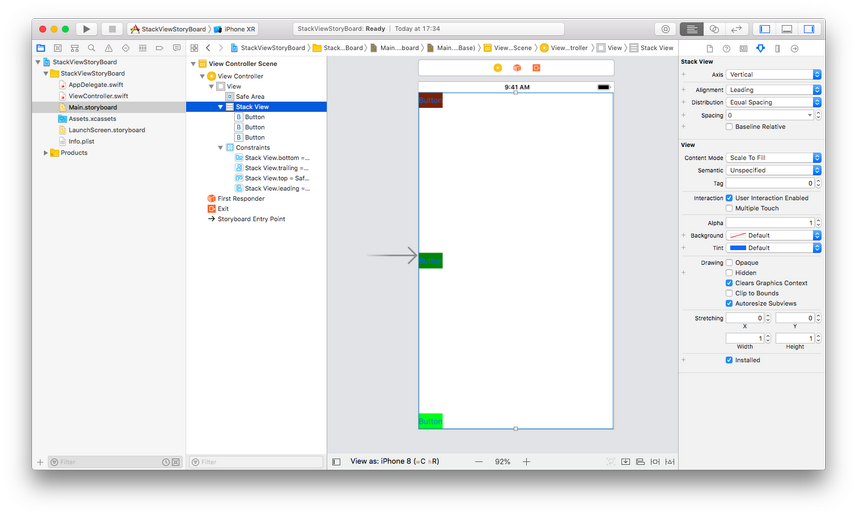 StackViewStoryBoard 〉 iPhone XR
StackViewStoryBoard: Ready | Today at 17:34
StackViewStoryBoard 〉 Stack...Board 〉 Main....board 〉 Main...Base) 〉 View...Scene 〉 View...troller 〉 View 〉 Stack View
StackViewStoryBoard
StackViewStoryBoard
AppDelegate.swift
ViewController.swift
Main.storyboard
Assets.xcassets
LaunchScreen.storyboard
Info.plist
Products
Filter
View Controller Scene
View Controller
View
Safe Area
Stack View
Button
Button
Button
Constraints
Stack View.bottom =...
Stack View.trailing =...
Stack View.top = Saf...
Stack View.leading =...
First Responder
Exit
Storyboard Entry Point
Filter
9:41 AM
Button
Button
Button
View as: iPhone 8 (wC hR)
92%
Stack View
Axis Vertical
Alignment Leading
Distribution Equal Spacing
Spacing 0
Baseline Relative
View
Content Mode Scale To Fill
Semantic Unspecified
Tag 0
Interaction User Interaction Enabled
Multiple Touch
Alpha 1
Background Default
Tint Default
Drawing Opaque
Hidden
Clears Graphics Context
Clip to Bounds
Autoresize Subviews
Stretching 0 0
X Y
1 1
Width Height
Installed